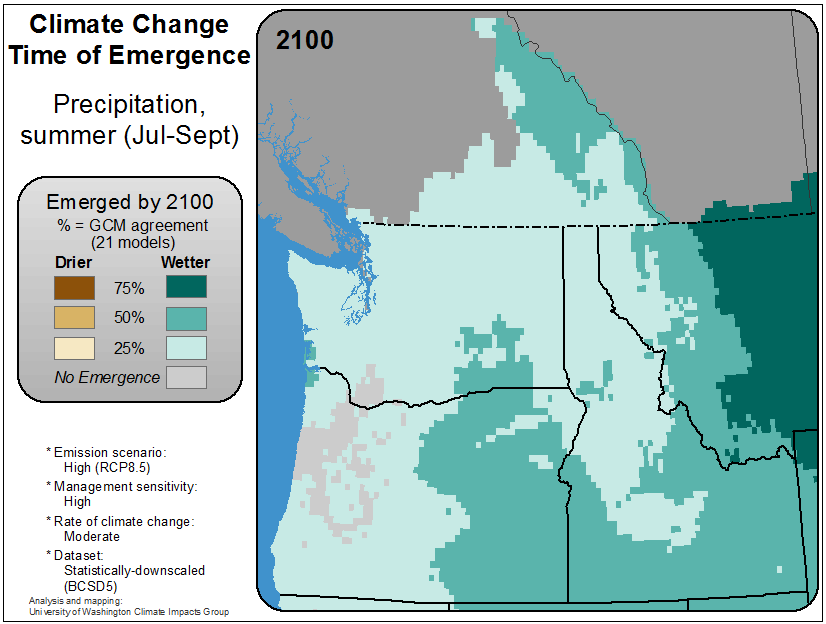 Climate Change
Time of Emergence
Precipitation,
summer (Jul-Sept)
2100
Emerged by 2100
% = GCM agreement
(21 models)
Drier Wetter
75%
50%
25%
No Emergence
* Emission scenario:
High (RCP8.5)
* Management sensitivity:
High
* Rate of climate change:
Moderate
* Dataset:
Statistically-downscaled
(BCSD5)
Analysis and mapping:
University of Washington Climate Impacts Group